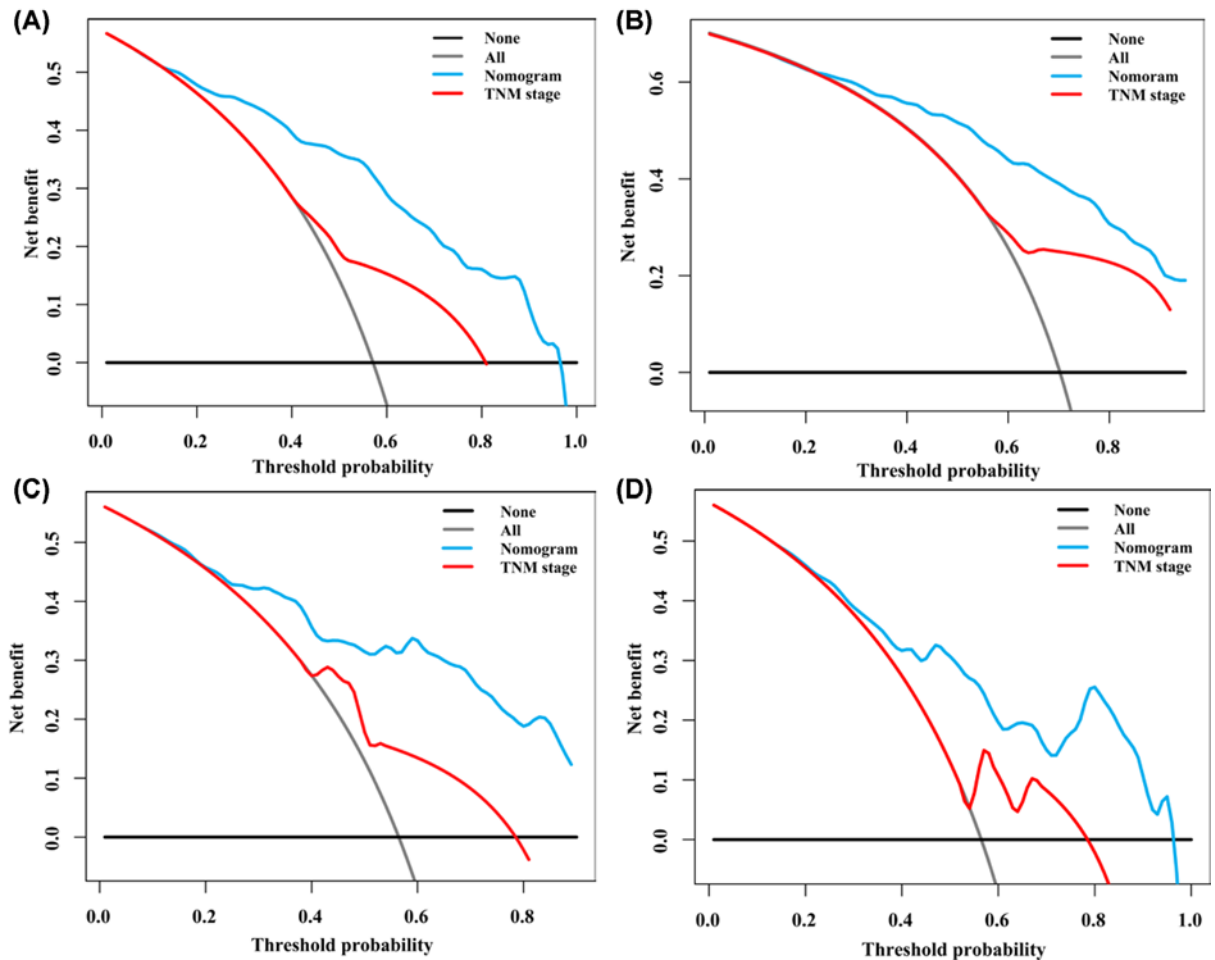 (A)
None
All
Nomogram
TNM stage
Net benefit
0.5
0.4
0.3
0.2
0.1
0.0
0.0 0.2 0.4 0.6 0.8 1.0
Threshold probability
(B)
None
All
Nomoram
TNM stage
Net benefit
0.6
0.4
0.2
0.0
0.0 0.2 0.4 0.6 0.8
Threshold probability
(C)
None
All
Nomogram
TNM stage
Net benefit
0.5
0.4
0.3
0.2
0.1
0.0
0.0 0.2 0.4 0.6 0.8
Threshold probability
(D)
None
All
Nomogram
TNM stage
Net benefit
0.5
0.4
0.3
0.2
0.1
0.0
0.0 0.2 0.4 0.6 0.8 1.0
Threshold probability